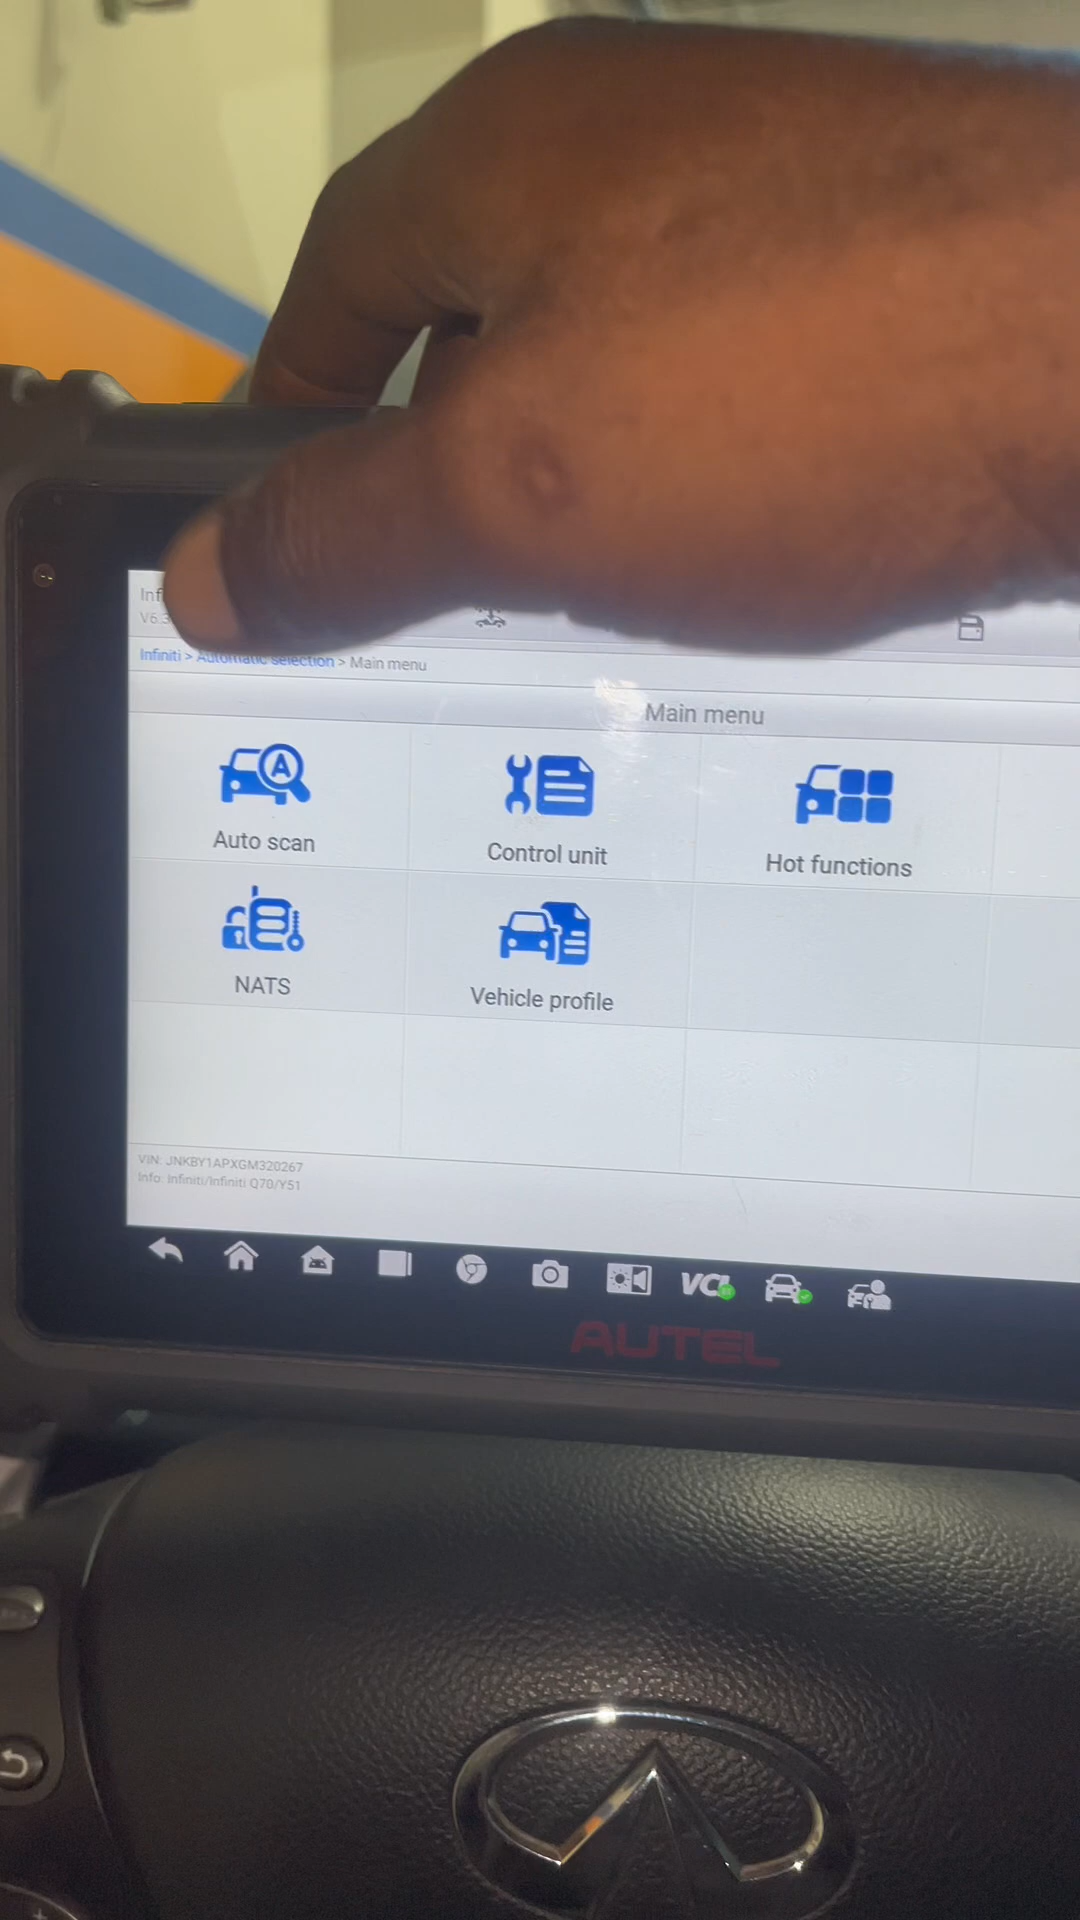 Infiniti > Automatic selection > Main menu
Main menu
Auto scan
Control unit
Hot functions
NATS
Vehicle profile
VIN: JNKBY1APXGM320267
Info: Infiniti/Infiniti Q70/Y51
VCI
AUTEL